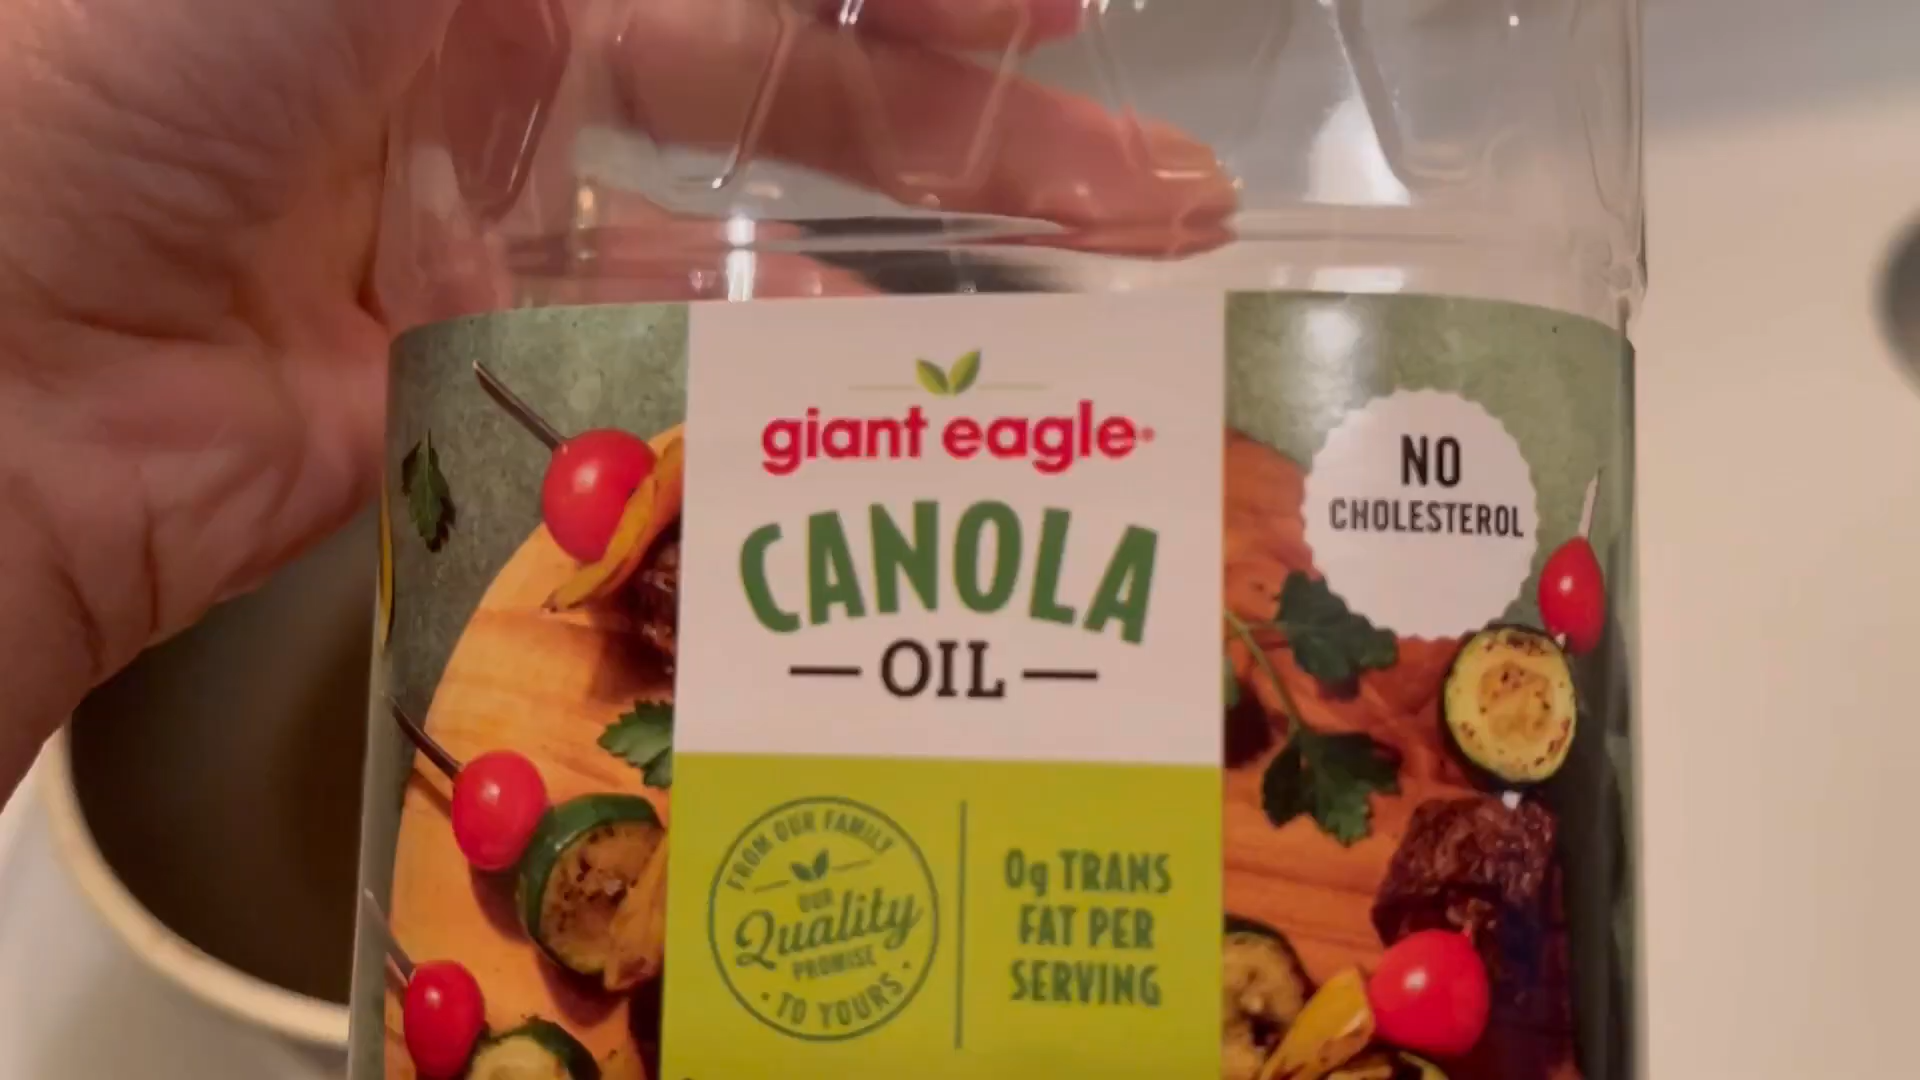 giant eagle
CANOLA
OIL
NO
CHOLESTEROL
FROM OUR FAMILY
OUR
Quality
PROMISE
TO YOURS
0g TRANS
FAT PER
SERVING